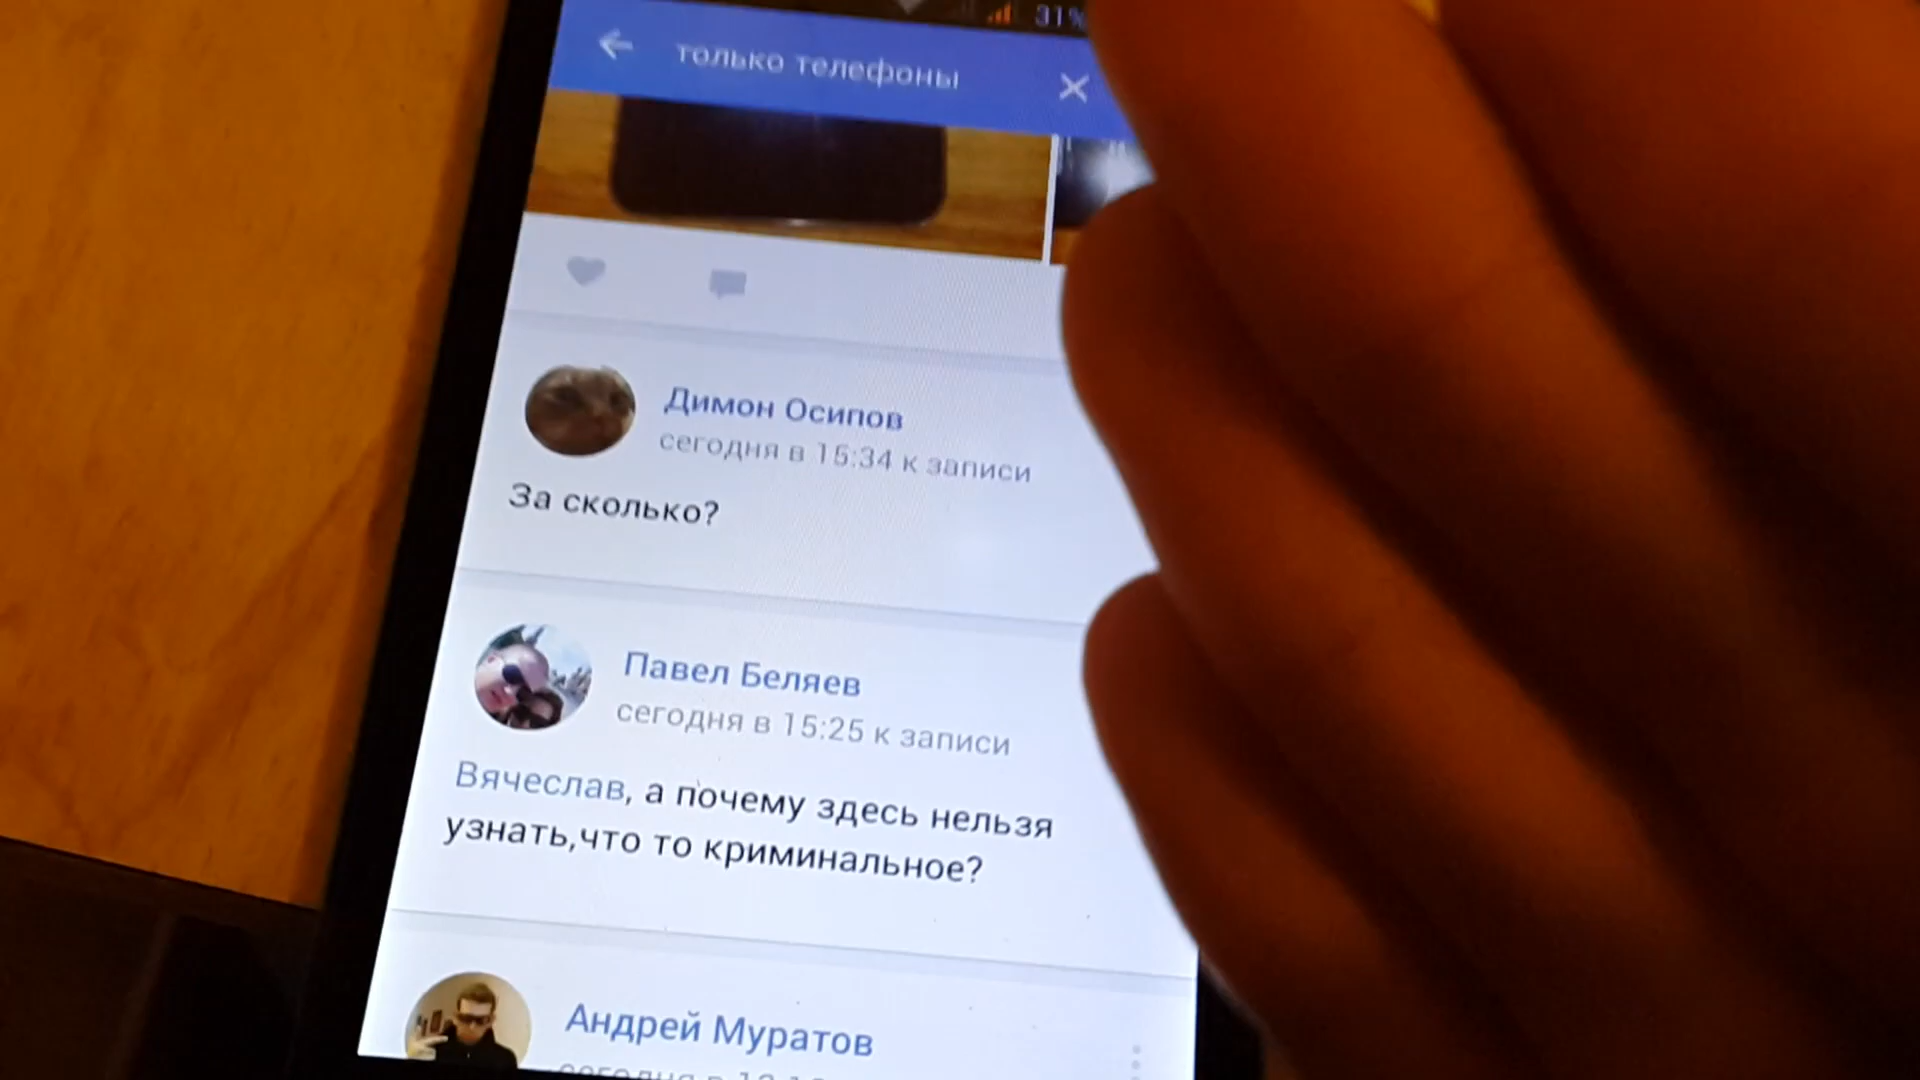 31%
только телефоны
Димон Осипов
сегодня в 15:34 к записи
За сколько?
Павел Беляев
сегодня в 15:25 к записи
Вячеслав, а почему здесь нельзя
узнать,что то криминальное?
Андрей Муратов
сегодня в